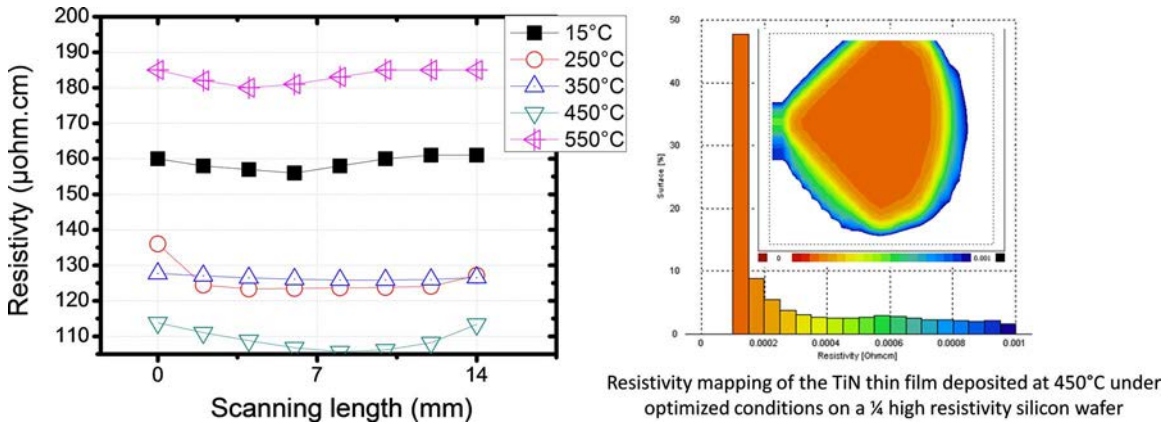 200
190
180
170
160
150
140
130
120
110
Resistivty (μohm.cm)
0
7
14
Scanning length (mm)
15°C
250°C
350°C
450°C
550°C
50
40
30
20
10
0
Surface [%]
0
0.001
0
0.0002
0.0004
0.0006
0.0008
0.001
Resistivity [Ohmcm]
Resistivity mapping of the TiN thin film deposited at 450°C under
optimized conditions on a ¼ high resistivity silicon wafer